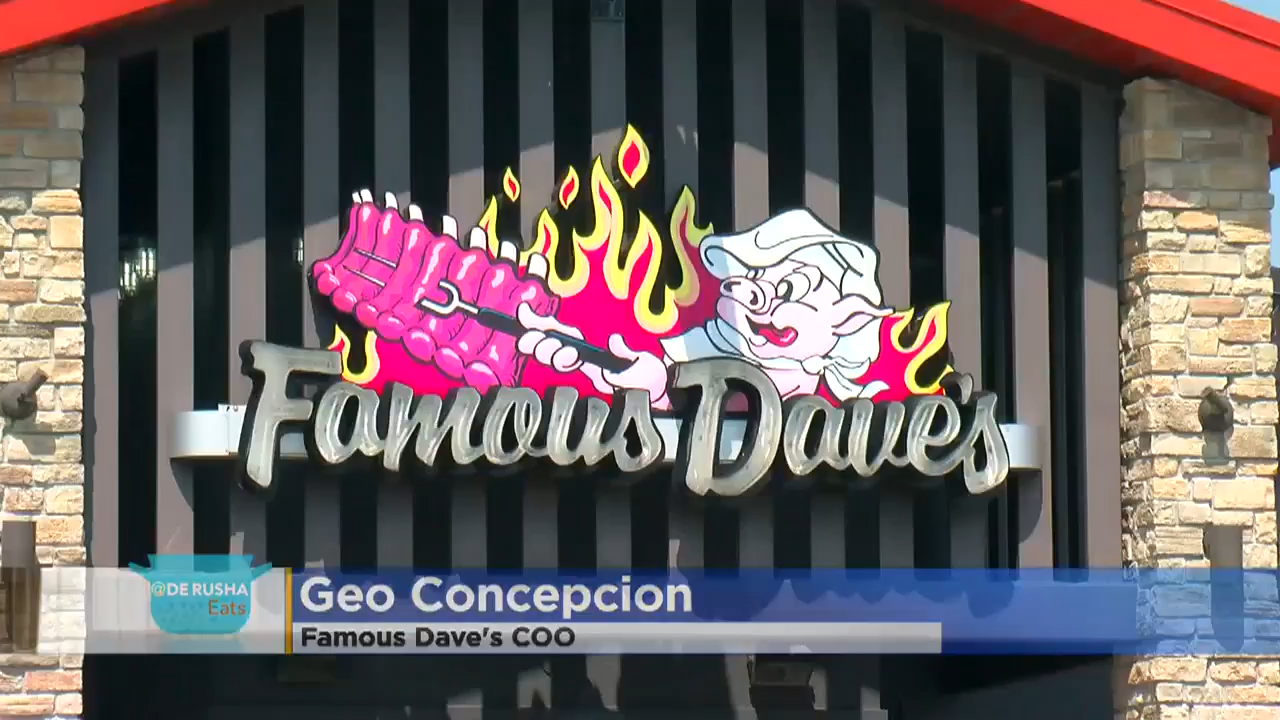 Famous Dave's
@DE RUSHA
Eats
Geo Concepcion
Famous Dave's COO